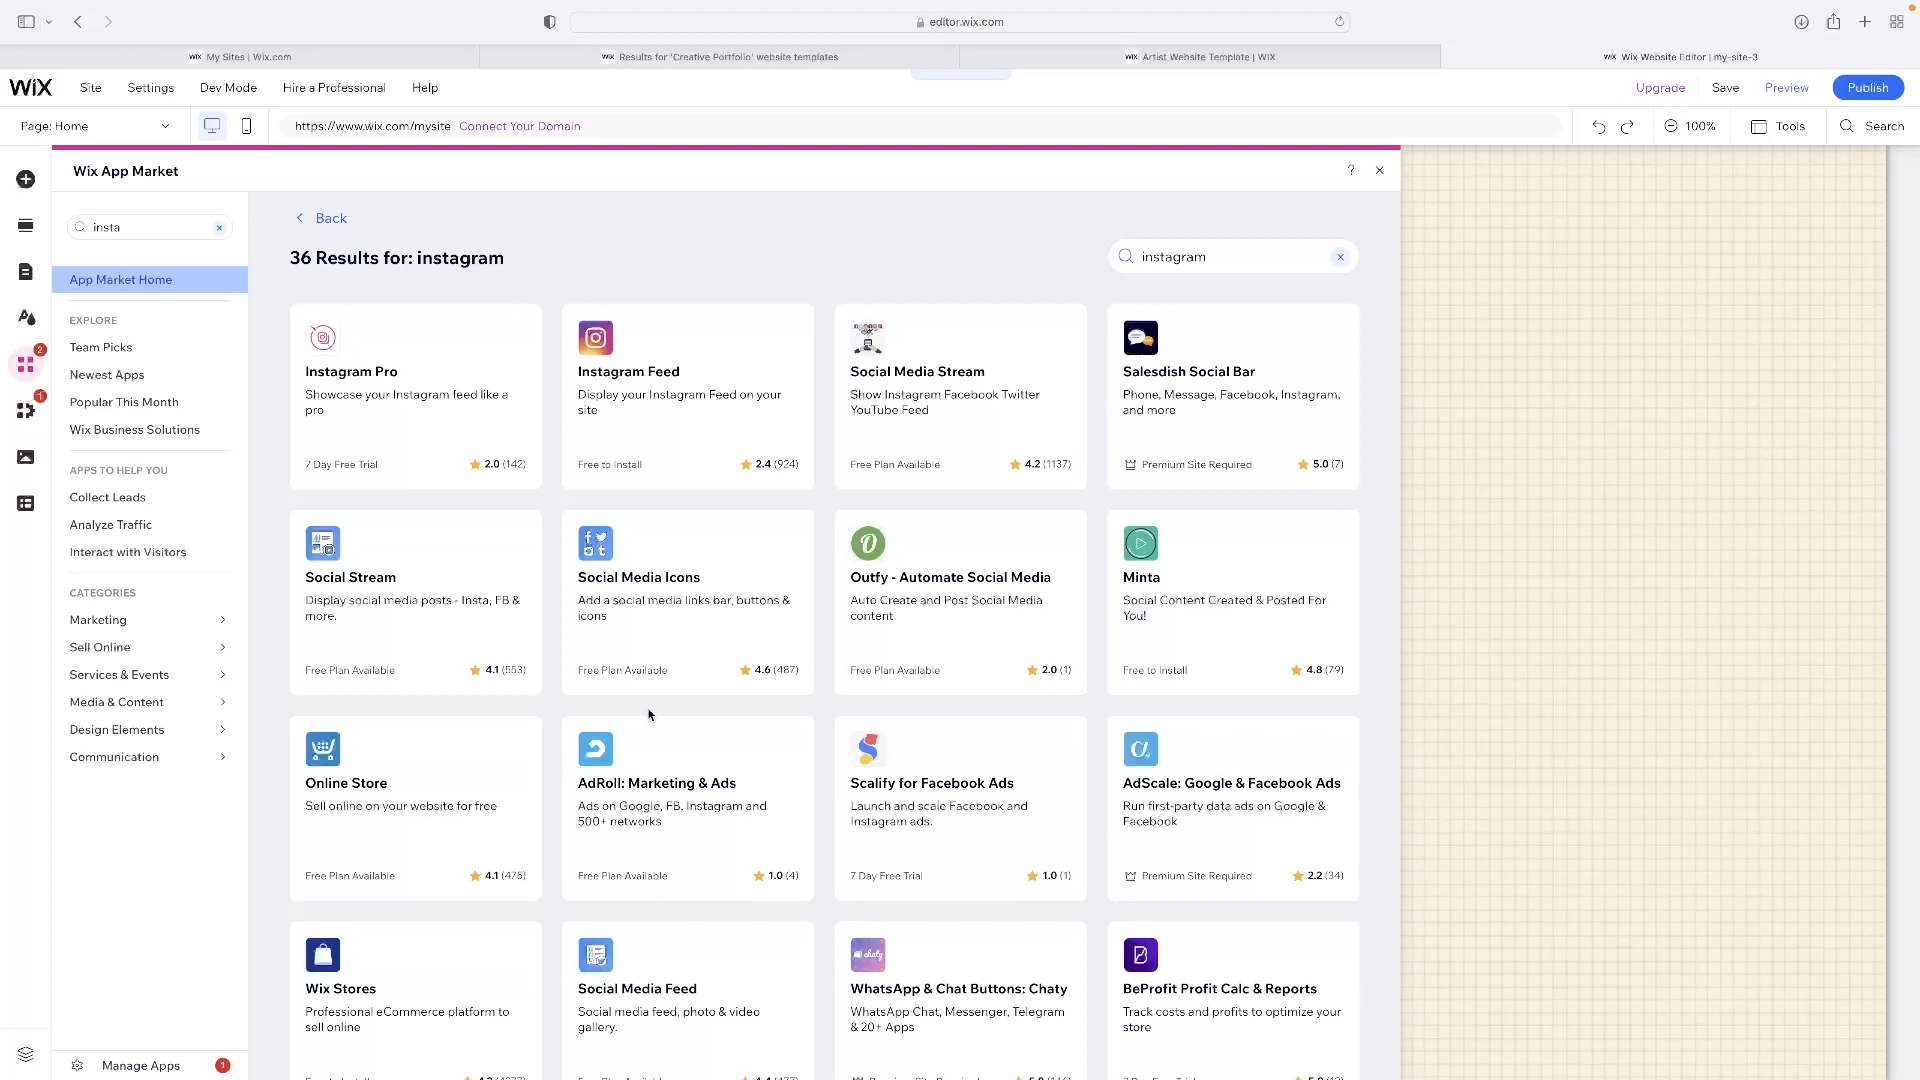 editor.wix.com
WiX My Sites | Wix.com
WiX Results for 'Creative Portfolio' website templates
WiX Artist Website Template | WIX
WiX Wix Website Editor | my-site-3
WiX Site Settings Dev Mode Hire a Professional Help Upgrade Save Preview Publish
Page: Home https://www.wix.com/mysite Connect Your Domain 100% Tools Search
Wix App Market ?
insta
App Market Home
EXPLORE
Team Picks
Newest Apps
Popular This Month
Wix Business Solutions
APPS TO HELP YOU
Collect Leads
Analyze Traffic
Interact with Visitors
CATEGORIES
Marketing
Sell Online
Services & Events
Media & Content
Design Elements
Communication
Manage Apps 1
2
1
Back
36 Results for: instagram
instagram
Instagram Pro
Showcase your Instagram feed like a
pro
7 Day Free Trial 2.0 (142)
Instagram Feed
Display your Instagram Feed on your
site
Free to Install 2.4 (924)
Social Media Stream
Show Instagram Facebook Twitter
YouTube Feed
Free Plan Available 4.2 (1137)
Salesdish Social Bar
Phone, Message, Facebook, Instagram,
and more
Premium Site Required 5.0 (7)
Social Stream
Display social media posts - Insta, FB &
more.
Free Plan Available 4.1 (553)
Social Media Icons
Add a social media links bar, buttons &
icons
Free Plan Available 4.6 (487)
Outfy - Automate Social Media
Auto Create and Post Social Media
content
Free Plan Available 2.0 (1)
Minta
Social Content Created & Posted For
You!
Free to Install 4.8 (79)
Online Store
Sell online on your website for free
Free Plan Available 4.1 (475)
AdRoll: Marketing & Ads
Ads on Google, FB, Instagram and
500+ networks
Free Plan Available 1.0 (4)
Scalify for Facebook Ads
Launch and scale Facebook and
Instagram ads.
7 Day Free Trial 1.0 (1)
AdScale: Google & Facebook Ads
Run first-party data ads on Google &
Facebook
Premium Site Required 2.2 (34)
Wix Stores
Professional eCommerce platform to
sell online
Social Media Feed
Social media feed, photo & video
gallery.
chaty
WhatsApp & Chat Buttons: Chaty
WhatsApp Chat, Messenger, Telegram
& 20+ Apps
BeProfit Profit Calc & Reports
Track costs and profits to optimize your
store